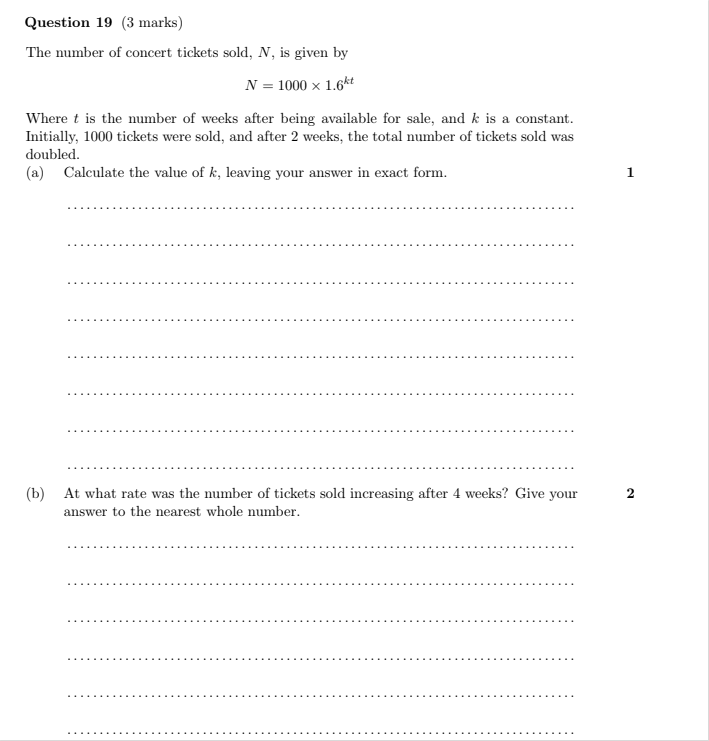 Question 19 (3 marks)
The number of concert tickets sold, N, is given by
N = 1000 × 1.6^{kt}
Where t is the number of weeks after being available for sale, and k is a constant.
Initially, 1000 tickets were sold, and after 2 weeks, the total number of tickets sold was
doubled.
(a) Calculate the value of k, leaving your answer in exact form. 1
(b) At what rate was the number of tickets sold increasing after 4 weeks? Give your 2
answer to the nearest whole number.